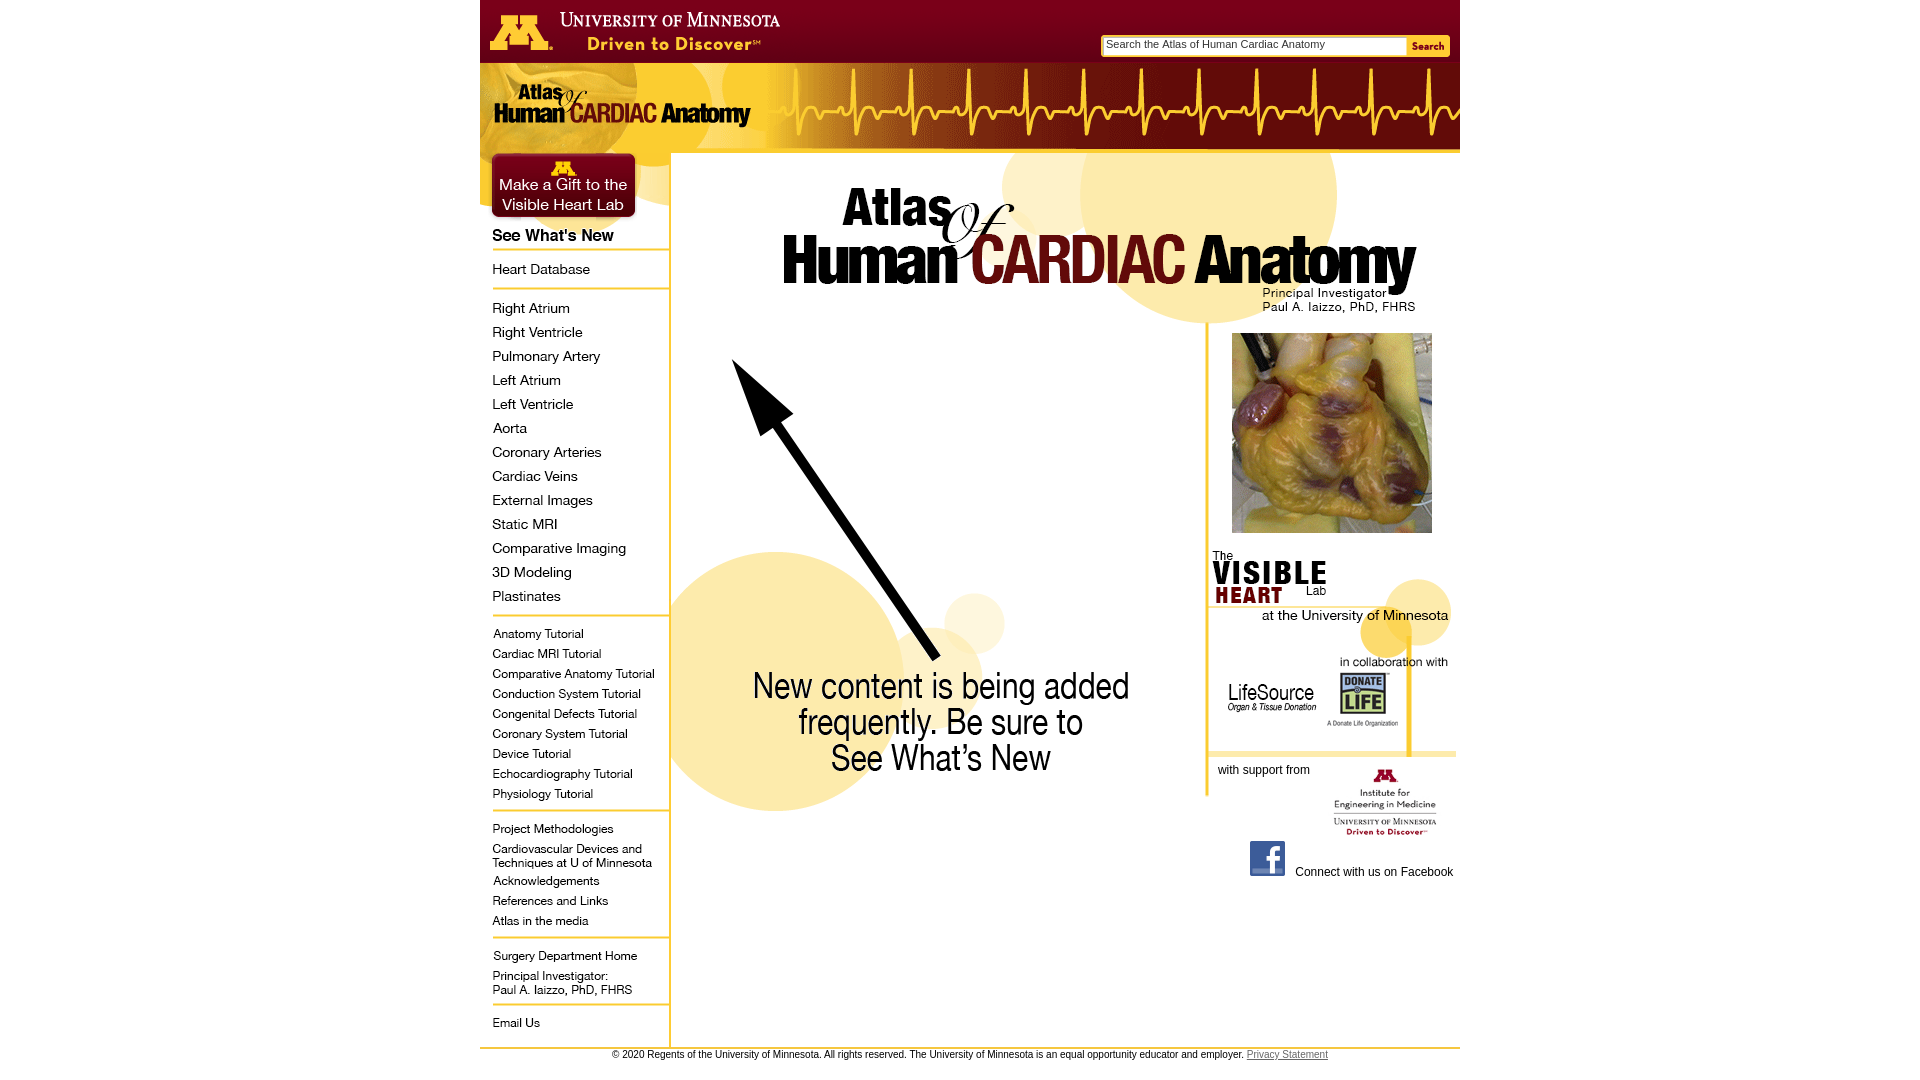 UNIVERSITY OF MINNESOTA
Driven to Discover℠
Search the Atlas of Human Cardiac Anatomy
Search
Atlas of
Human CARDIAC Anatomy
Make a Gift to the
Visible Heart Lab
See What's New
Heart Database
Right Atrium
Right Ventricle
Pulmonary Artery
Left Atrium
Left Ventricle
Aorta
Coronary Arteries
Cardiac Veins
External Images
Static MRI
Comparative Imaging
3D Modeling
Plastinates
Anatomy Tutorial
Cardiac MRI Tutorial
Comparative Anatomy Tutorial
Conduction System Tutorial
Congenital Defects Tutorial
Coronary System Tutorial
Device Tutorial
Echocardiography Tutorial
Physiology Tutorial
Project Methodologies
Cardiovascular Devices and
Techniques at U of Minnesota
Acknowledgements
References and Links
Atlas in the media
Surgery Department Home
Principal Investigator:
Paul A. Iaizzo, PhD, FHRS
Email Us
Atlas of
Human CARDIAC Anatomy
Principal Investigator
Paul A. Iaizzo, PhD, FHRS
New content is being added
frequently. Be sure to
See What's New
The
VISIBLE
HEART Lab
at the University of Minnesota
in collaboration with
LifeSource
Organ & Tissue Donation
DONATE
LIFE
A Donate Life Organization
with support from
Institute for
Engineering in Medicine
UNIVERSITY OF MINNESOTA
Driven to Discover℠
Connect with us on Facebook
© 2020 Regents of the University of Minnesota. All rights reserved. The University of Minnesota is an equal opportunity educator and employer. Privacy Statement